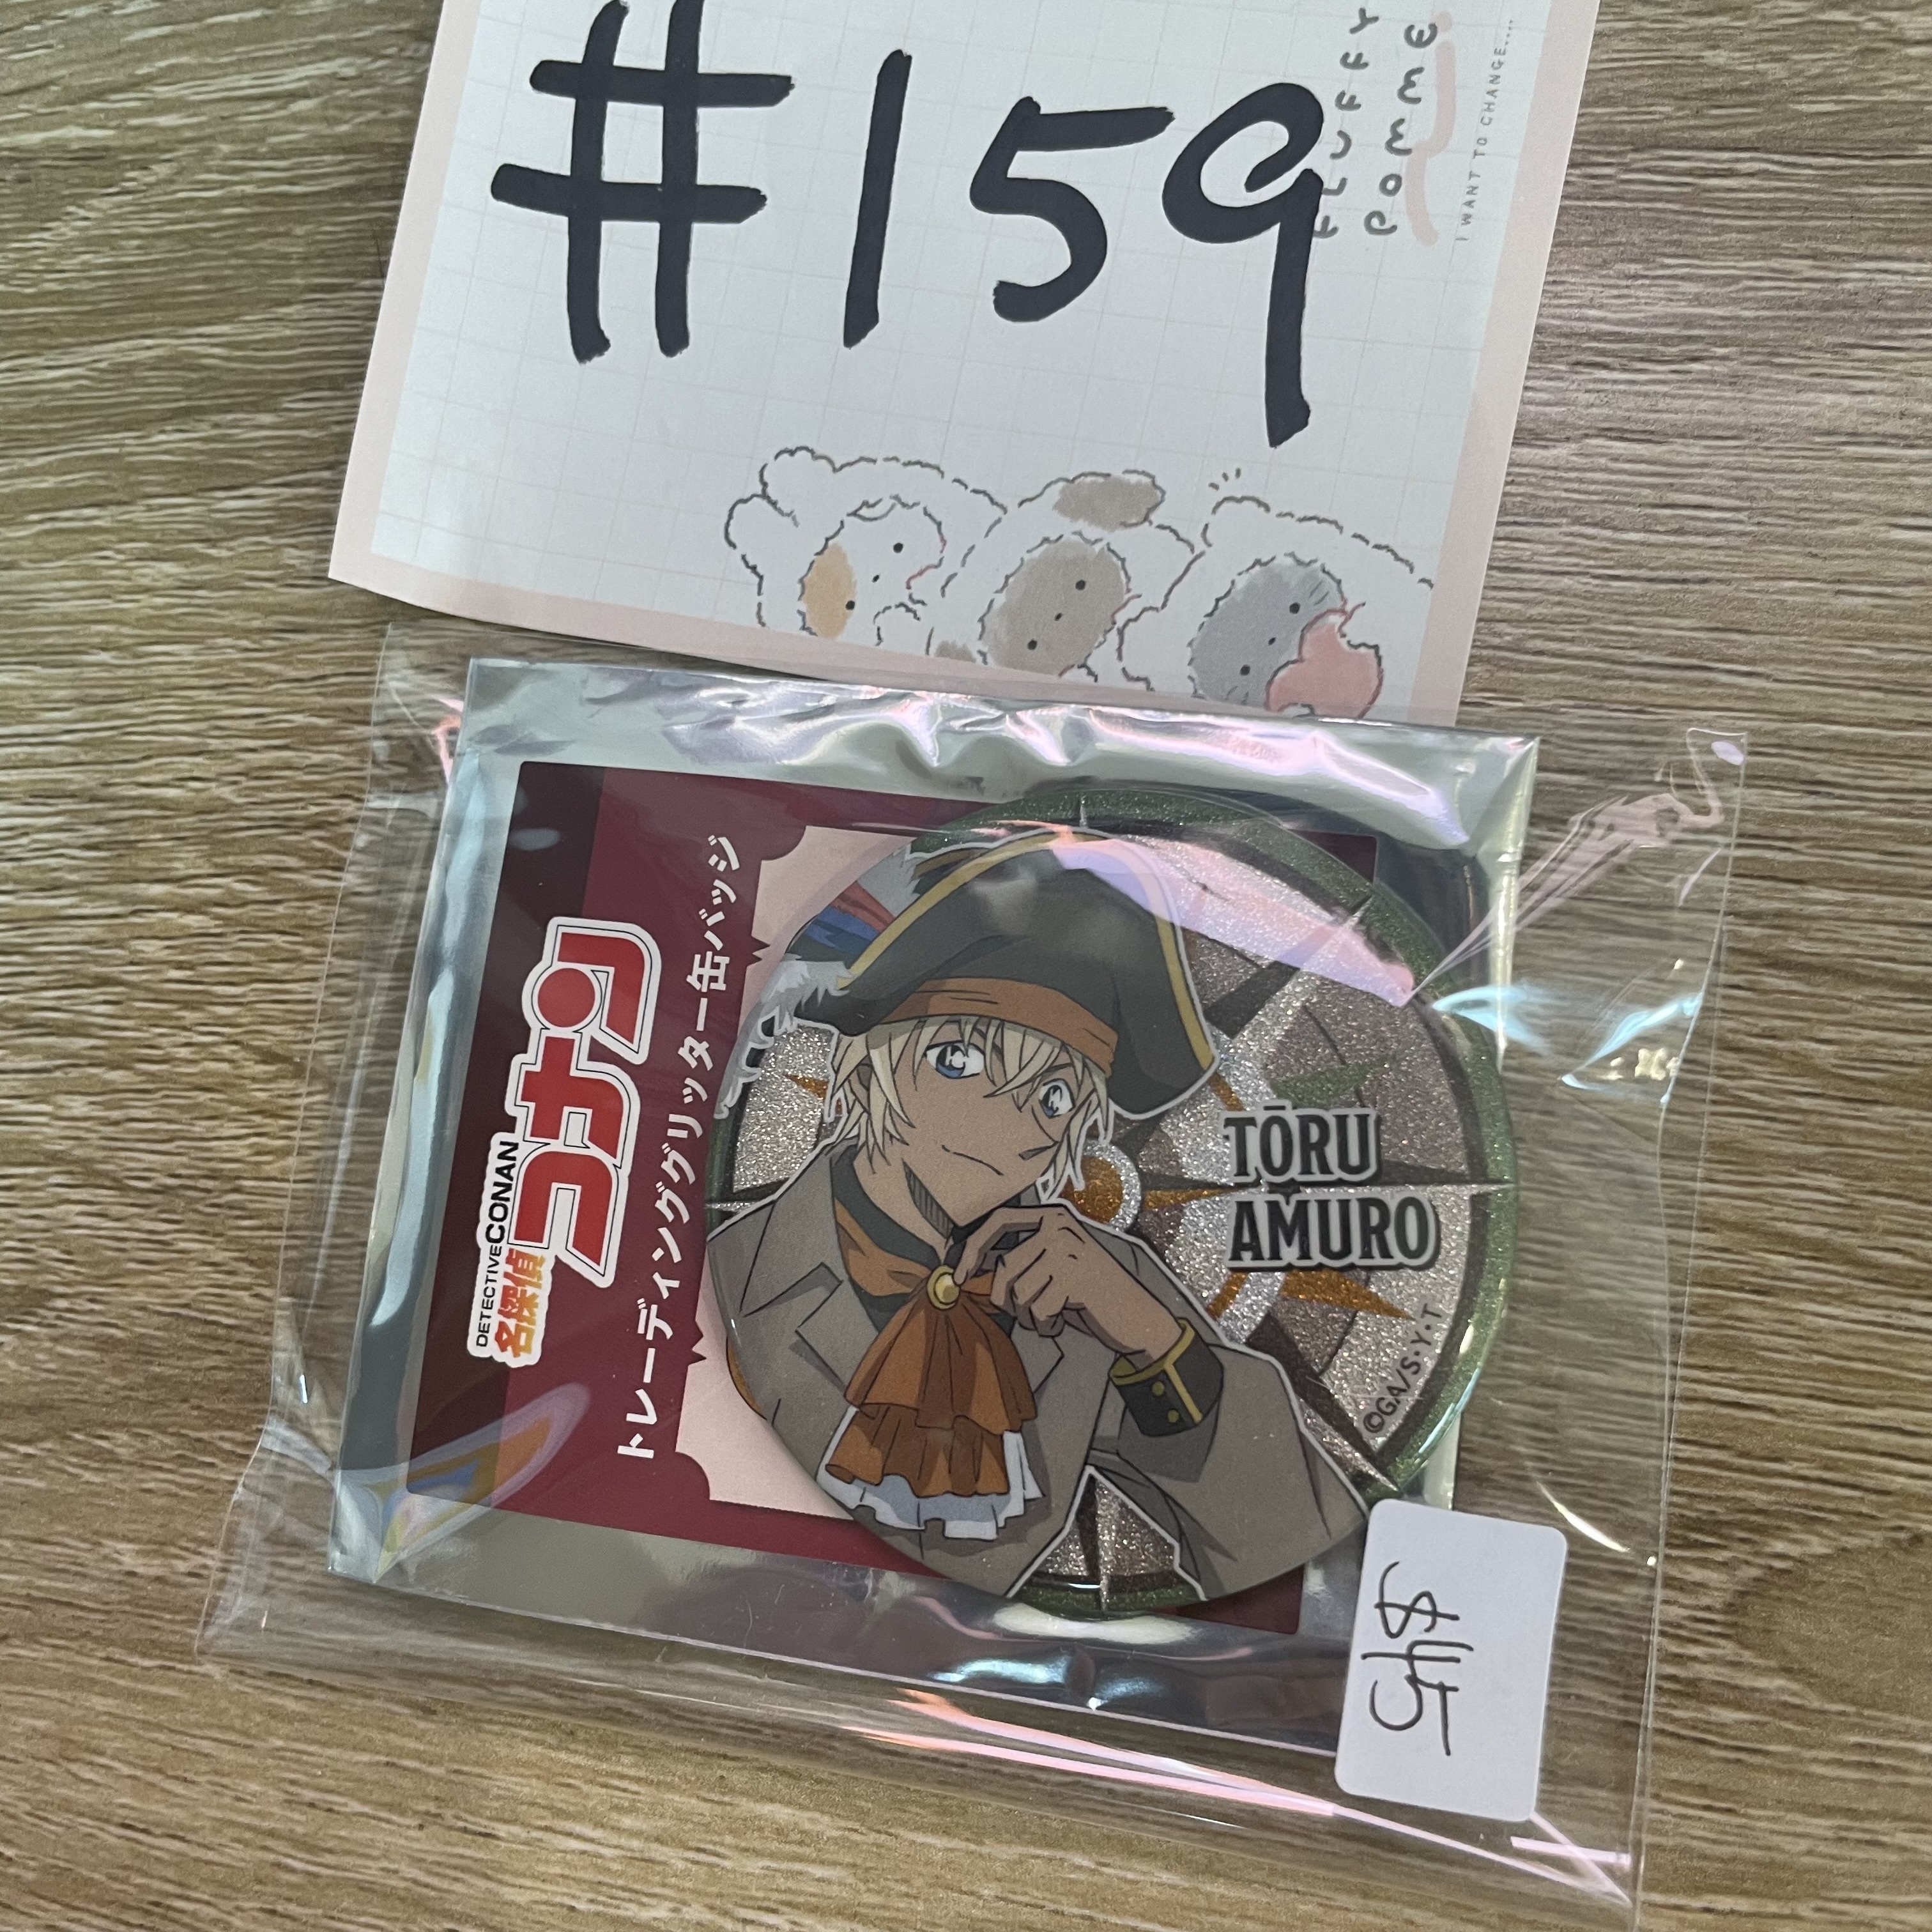 #159
FLUFFY
POMME
I WANT TO CHANGE....
DETECTIVE CONAN
名探偵
コナン
トレーディンググリッター缶バッジ
TŌRU
AMURO
©GA/S・Y・T
$45